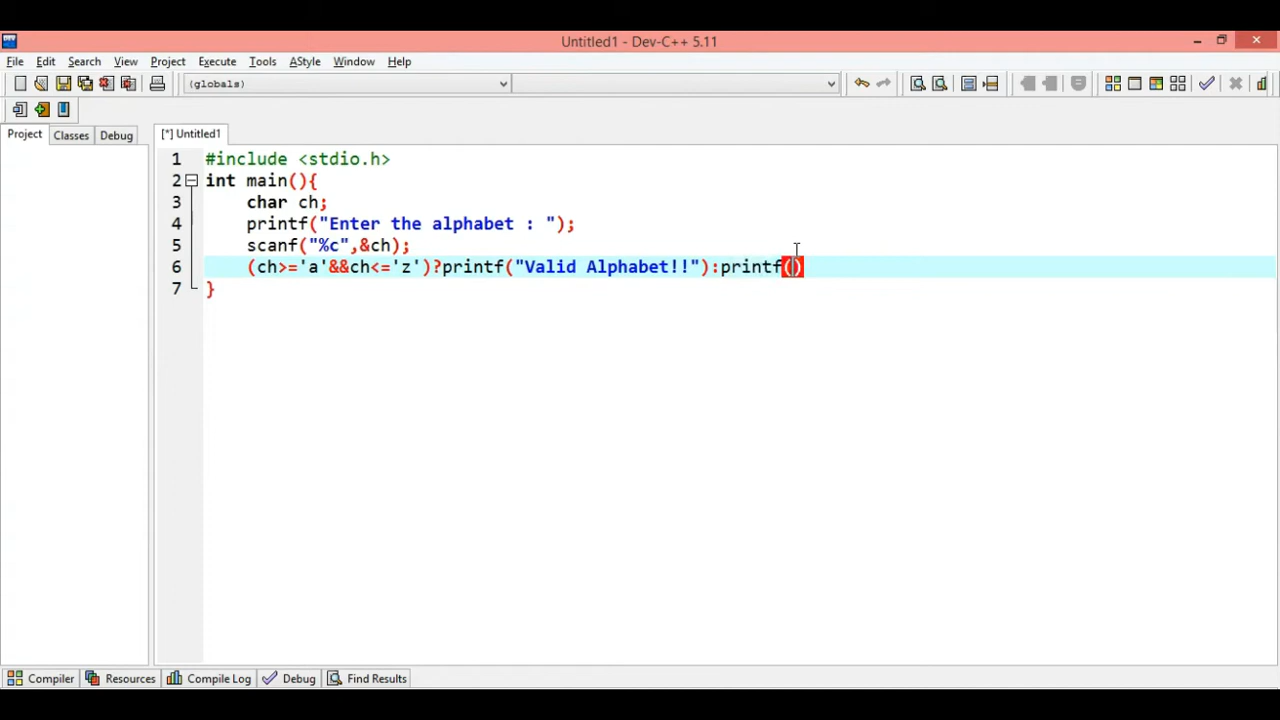 Untitled1 - Dev-C++ 5.11
File Edit Search View Project Execute Tools AStyle Window Help
(globals)
Project Classes Debug [*] Untitled1
1 #include <stdio.h>
2 int main(){
3 char ch;
4 printf("Enter the alphabet : ");
5 scanf("%c",&ch);
6 (ch>='a'&&ch<='z')?printf("Valid Alphabet!!"):printf()
7 }
Compiler Resources Compile Log Debug Find Results